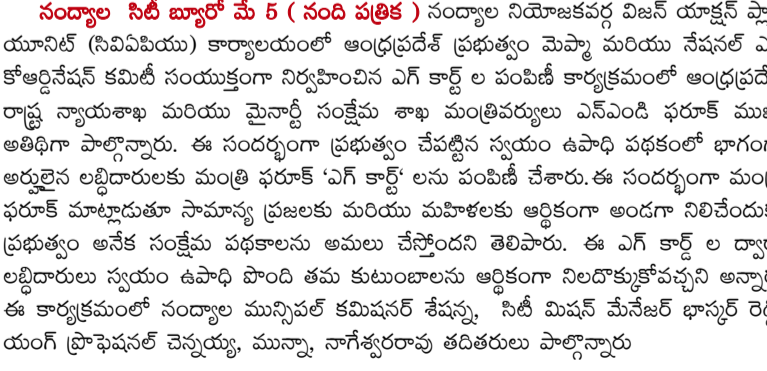 నంద్యాల సిటీ బ్యూరో మే 5 ( నంది పత్రిక ) నంద్యాల నియోజకవర్గ విజన్ యాక్షన్
యూనిట్ (సివిఏపియు) కార్యాలయంలో ఆంధ్రప్రదేశ్ ప్రభుత్వం మెప్మా మరియు నేషనల్
కోఆర్డినేషన్ కమిటీ సంయుక్తంగా నిర్వహించిన ఎగ్ కార్ట్ ల పంపిణీ కార్యక్రమంలో
రాష్ట్ర న్యాయశాఖ మరియు మైనార్టీ సంక్షేమ శాఖ మంత్రివర్యులు ఎన్ఎండి ఫరూక్
అతిథిగా పాల్గొన్నారు. ఈ సందర్భంగా ప్రభుత్వం చేపట్టిన స్వయం ఉపాధి పథకంలో
అర్హులైన లబ్ధిదారులకు మంత్రి ఫరూక్ ‘ఎగ్ కార్ట్‘ లను పంపిణీ చేశారు.ఈ సందర్భంగా
ఫరూక్ మాట్లాడుతూ సామాన్య ప్రజలకు మరియు మహిళలకు ఆర్థికంగా అండగా
ప్రభుత్వం అనేక సంక్షేమ పథకాలను అమలు చేస్తోందని తెలిపారు. ఈ ఎగ్ కార్డ్ ల
లబ్ధిదారులు స్వయం ఉపాధి పొంది తమ కుటుంబాలను ఆర్థికంగా నిలదొక్కుకోవచ్చని
ఈ కార్యక్రమంలో నంద్యాల మున్సిపల్ కమిషనర్ శేషన్న, సిటీ మిషన్ మేనేజర్ భాస్కర్
యంగ్ ప్రొఫెషనల్ చెన్నయ్య, మున్నా, నాగేశ్వరరావు తదితరులు పాల్గొన్నారు